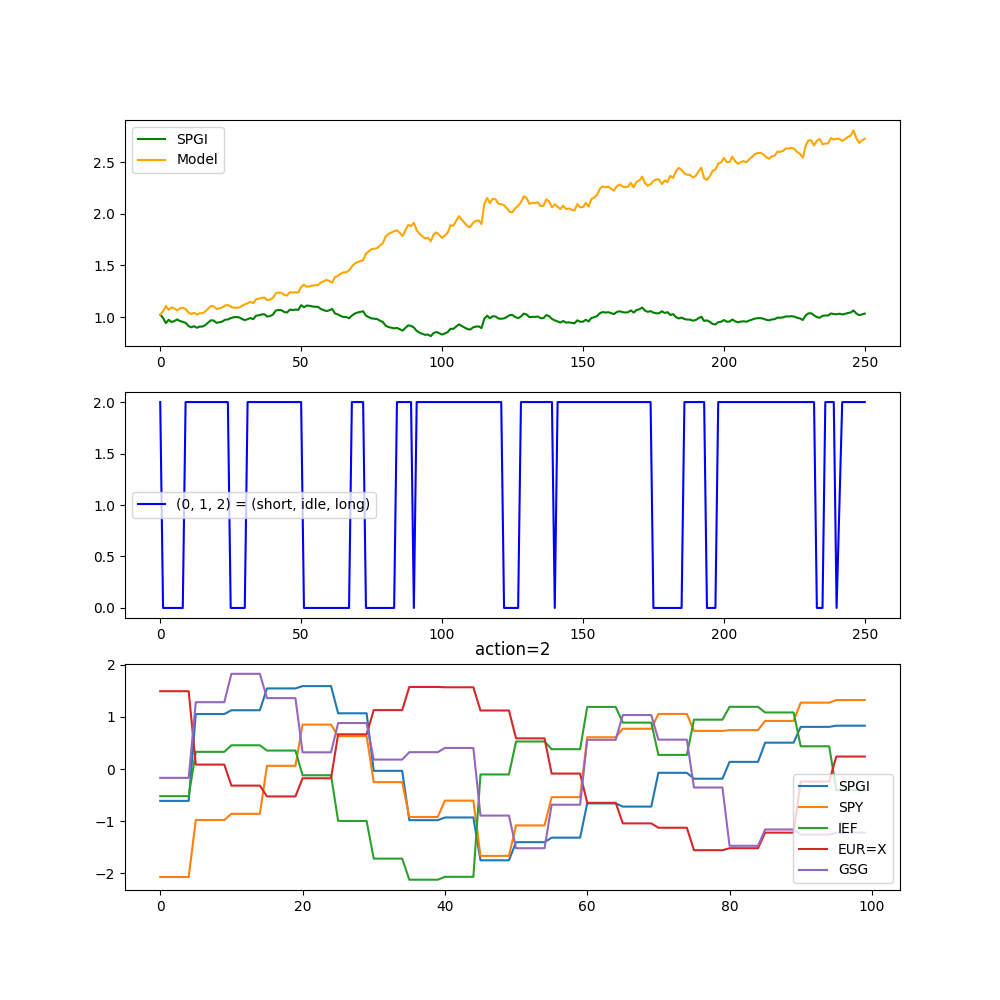 SPGI
Model
2.5
2.0
1.5
1.0
0 50 100 150 200 250
2.0
1.5
1.0
0.5
0.0
(0, 1, 2) = (short, idle, long)
0 50 100 150 200 250
action=2
2
1
0
−1
−2
SPGI
SPY
IEF
EUR=X
GSG
0 20 40 60 80 100